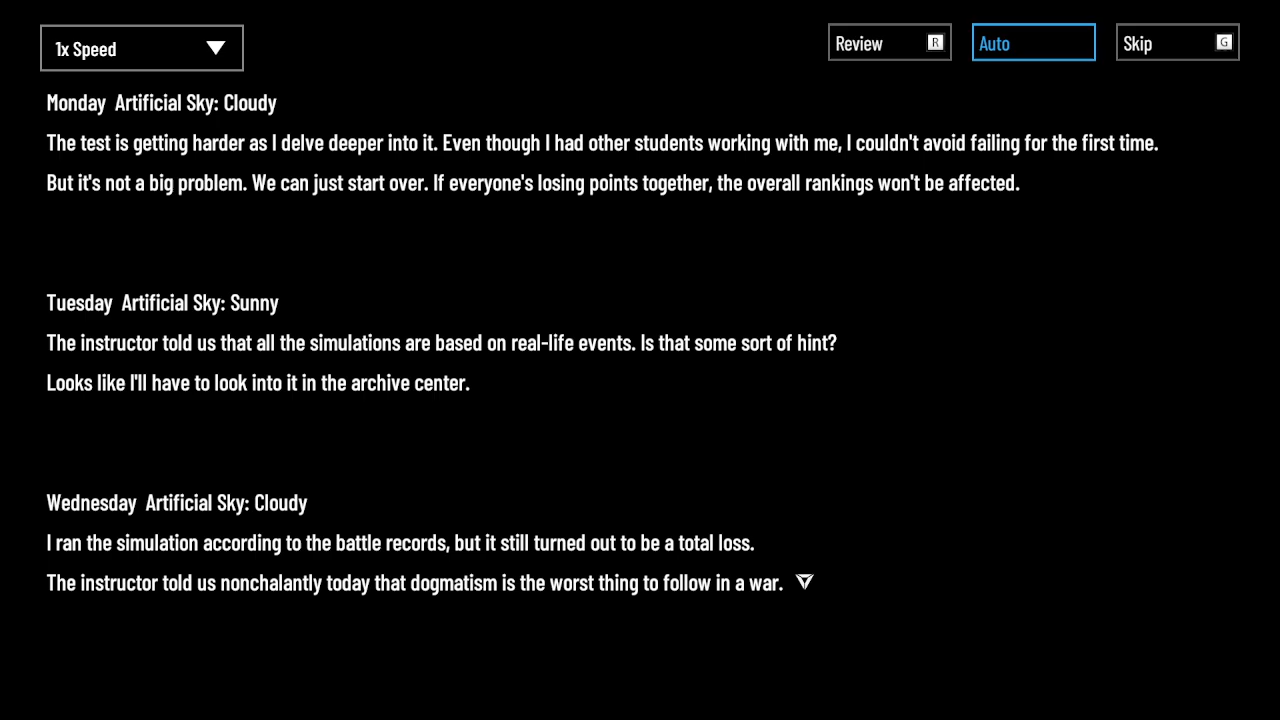 1x Speed
Review R
Auto
Skip G
Monday Artificial Sky: Cloudy
The test is getting harder as I delve deeper into it. Even though I had other students working with me, I couldn't avoid failing for the first time.
But it's not a big problem. We can just start over. If everyone's losing points together, the overall rankings won't be affected.
Tuesday Artificial Sky: Sunny
The instructor told us that all the simulations are based on real-life events. Is that some sort of hint?
Looks like I'll have to look into it in the archive center.
Wednesday Artificial Sky: Cloudy
I ran the simulation according to the battle records, but it still turned out to be a total loss.
The instructor told us nonchalantly today that dogmatism is the worst thing to follow in a war.